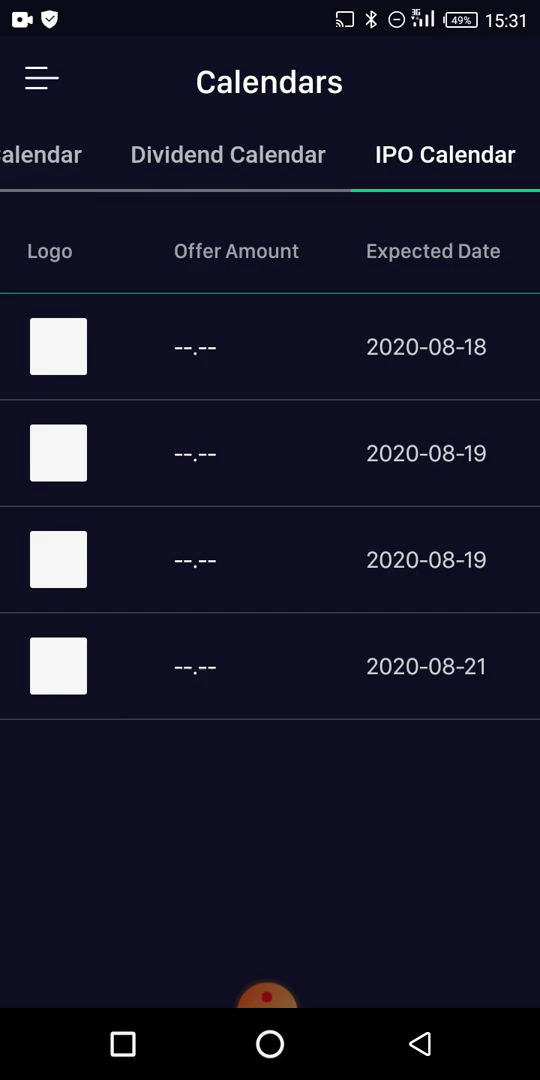 3G 49% 15:31
Calendars
alendar Dividend Calendar IPO Calendar
Logo Offer Amount Expected Date
--.-- 2020-08-18
--.-- 2020-08-19
--.-- 2020-08-19
--.-- 2020-08-21